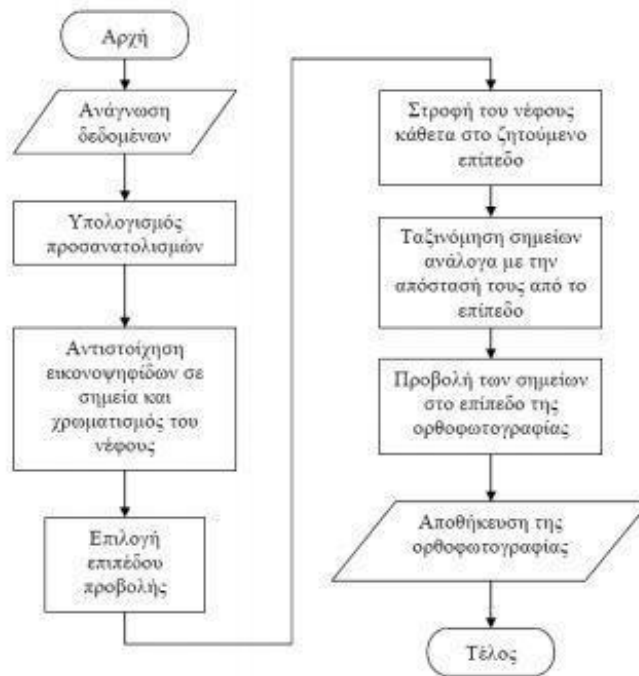 Αρχή
Ανάγνωση
δεδομένων
Υπολογισμός
προσανατολισμών
Αντιστοίχηση
εικονοψηφίδων σε
σημεία και
χρωματισμός του
νέφους
Επιλογή
επιπέδου
προβολής
Στροφή του νέφους
κάθετα στο ζητούμενο
επίπεδο
Ταξινόμηση σημείων
ανάλογα με την
απόστασή τους από το
επίπεδο
Προβολή των σημείων
στο επίπεδο της
ορθοφωτογραφίας
Αποθήκευση της
ορθοφωτογραφίας
Τέλος